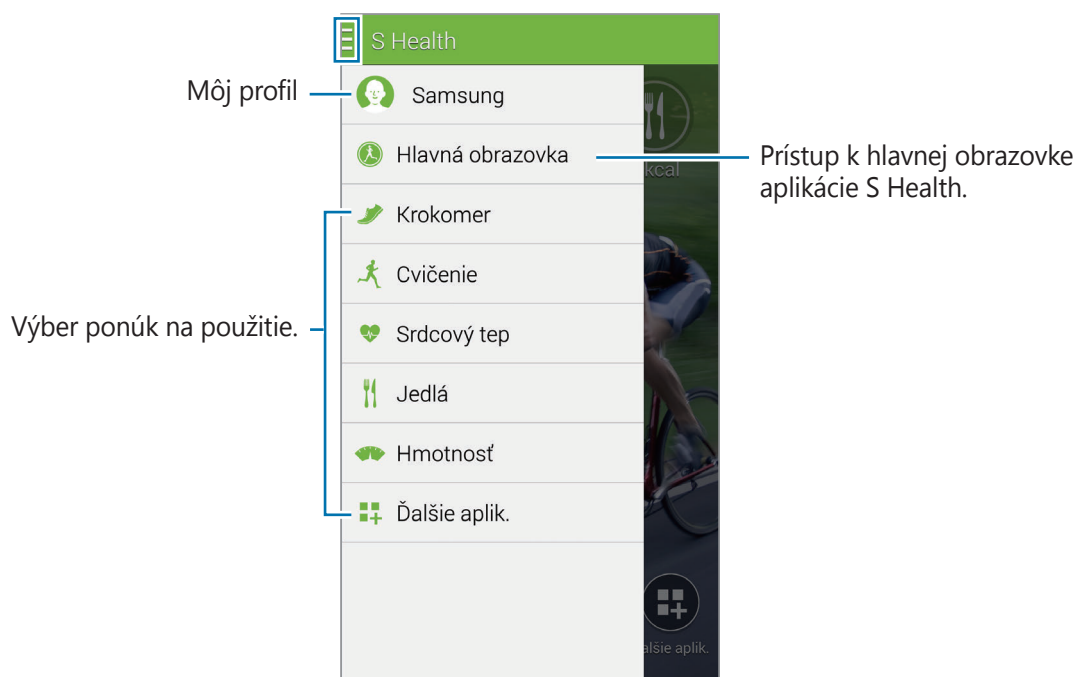 S Health
Môj profil
Samsung
Hlavná obrazovka
Prístup k hlavnej obrazovke
aplikácie S Health.
kcal
Krokomer
Cvičenie
Výber ponúk na použitie.
Srdcový tep
Jedlá
Hmotnosť
Ďalšie aplik.
alšie aplik.